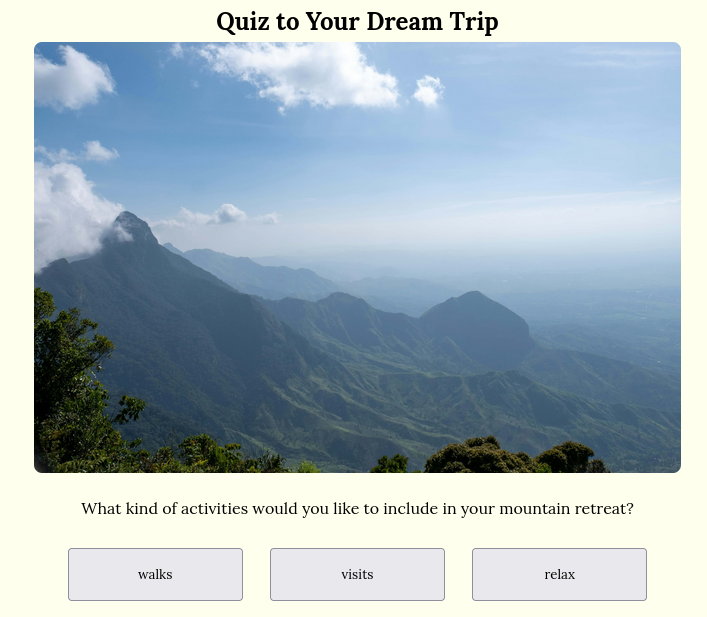 Quiz to Your Dream Trip
What kind of activities would you like to include in your mountain retreat?
walks
visits
relax